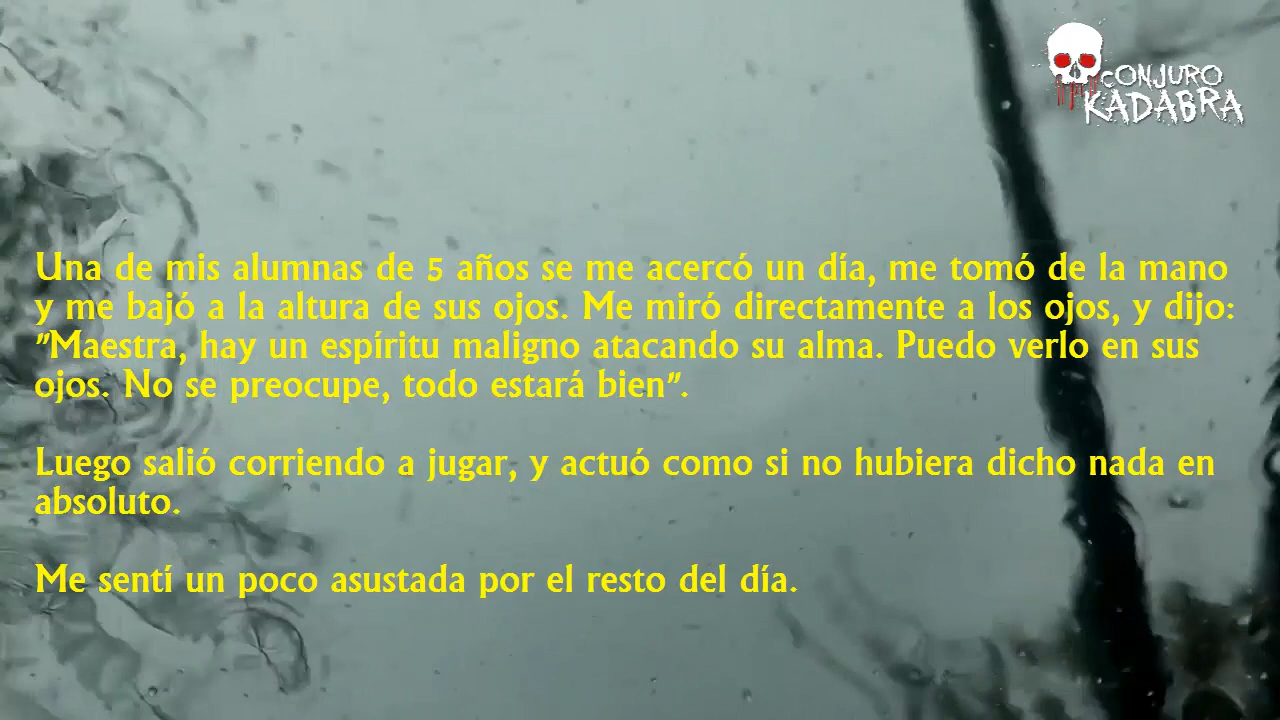 CONJURO
KADABRA
Una de mis alumnas de 5 años se me acercó un día, me tomó de la mano
y me bajó a la altura de sus ojos. Me miró directamente a los ojos, y dijo:
"Maestra, hay un espíritu maligno atacando su alma. Puedo verlo en sus
ojos. No se preocupe, todo estará bien".
Luego salió corriendo a jugar, y actuó como si no hubiera dicho nada en
absoluto.
Me sentí un poco asustada por el resto del día.